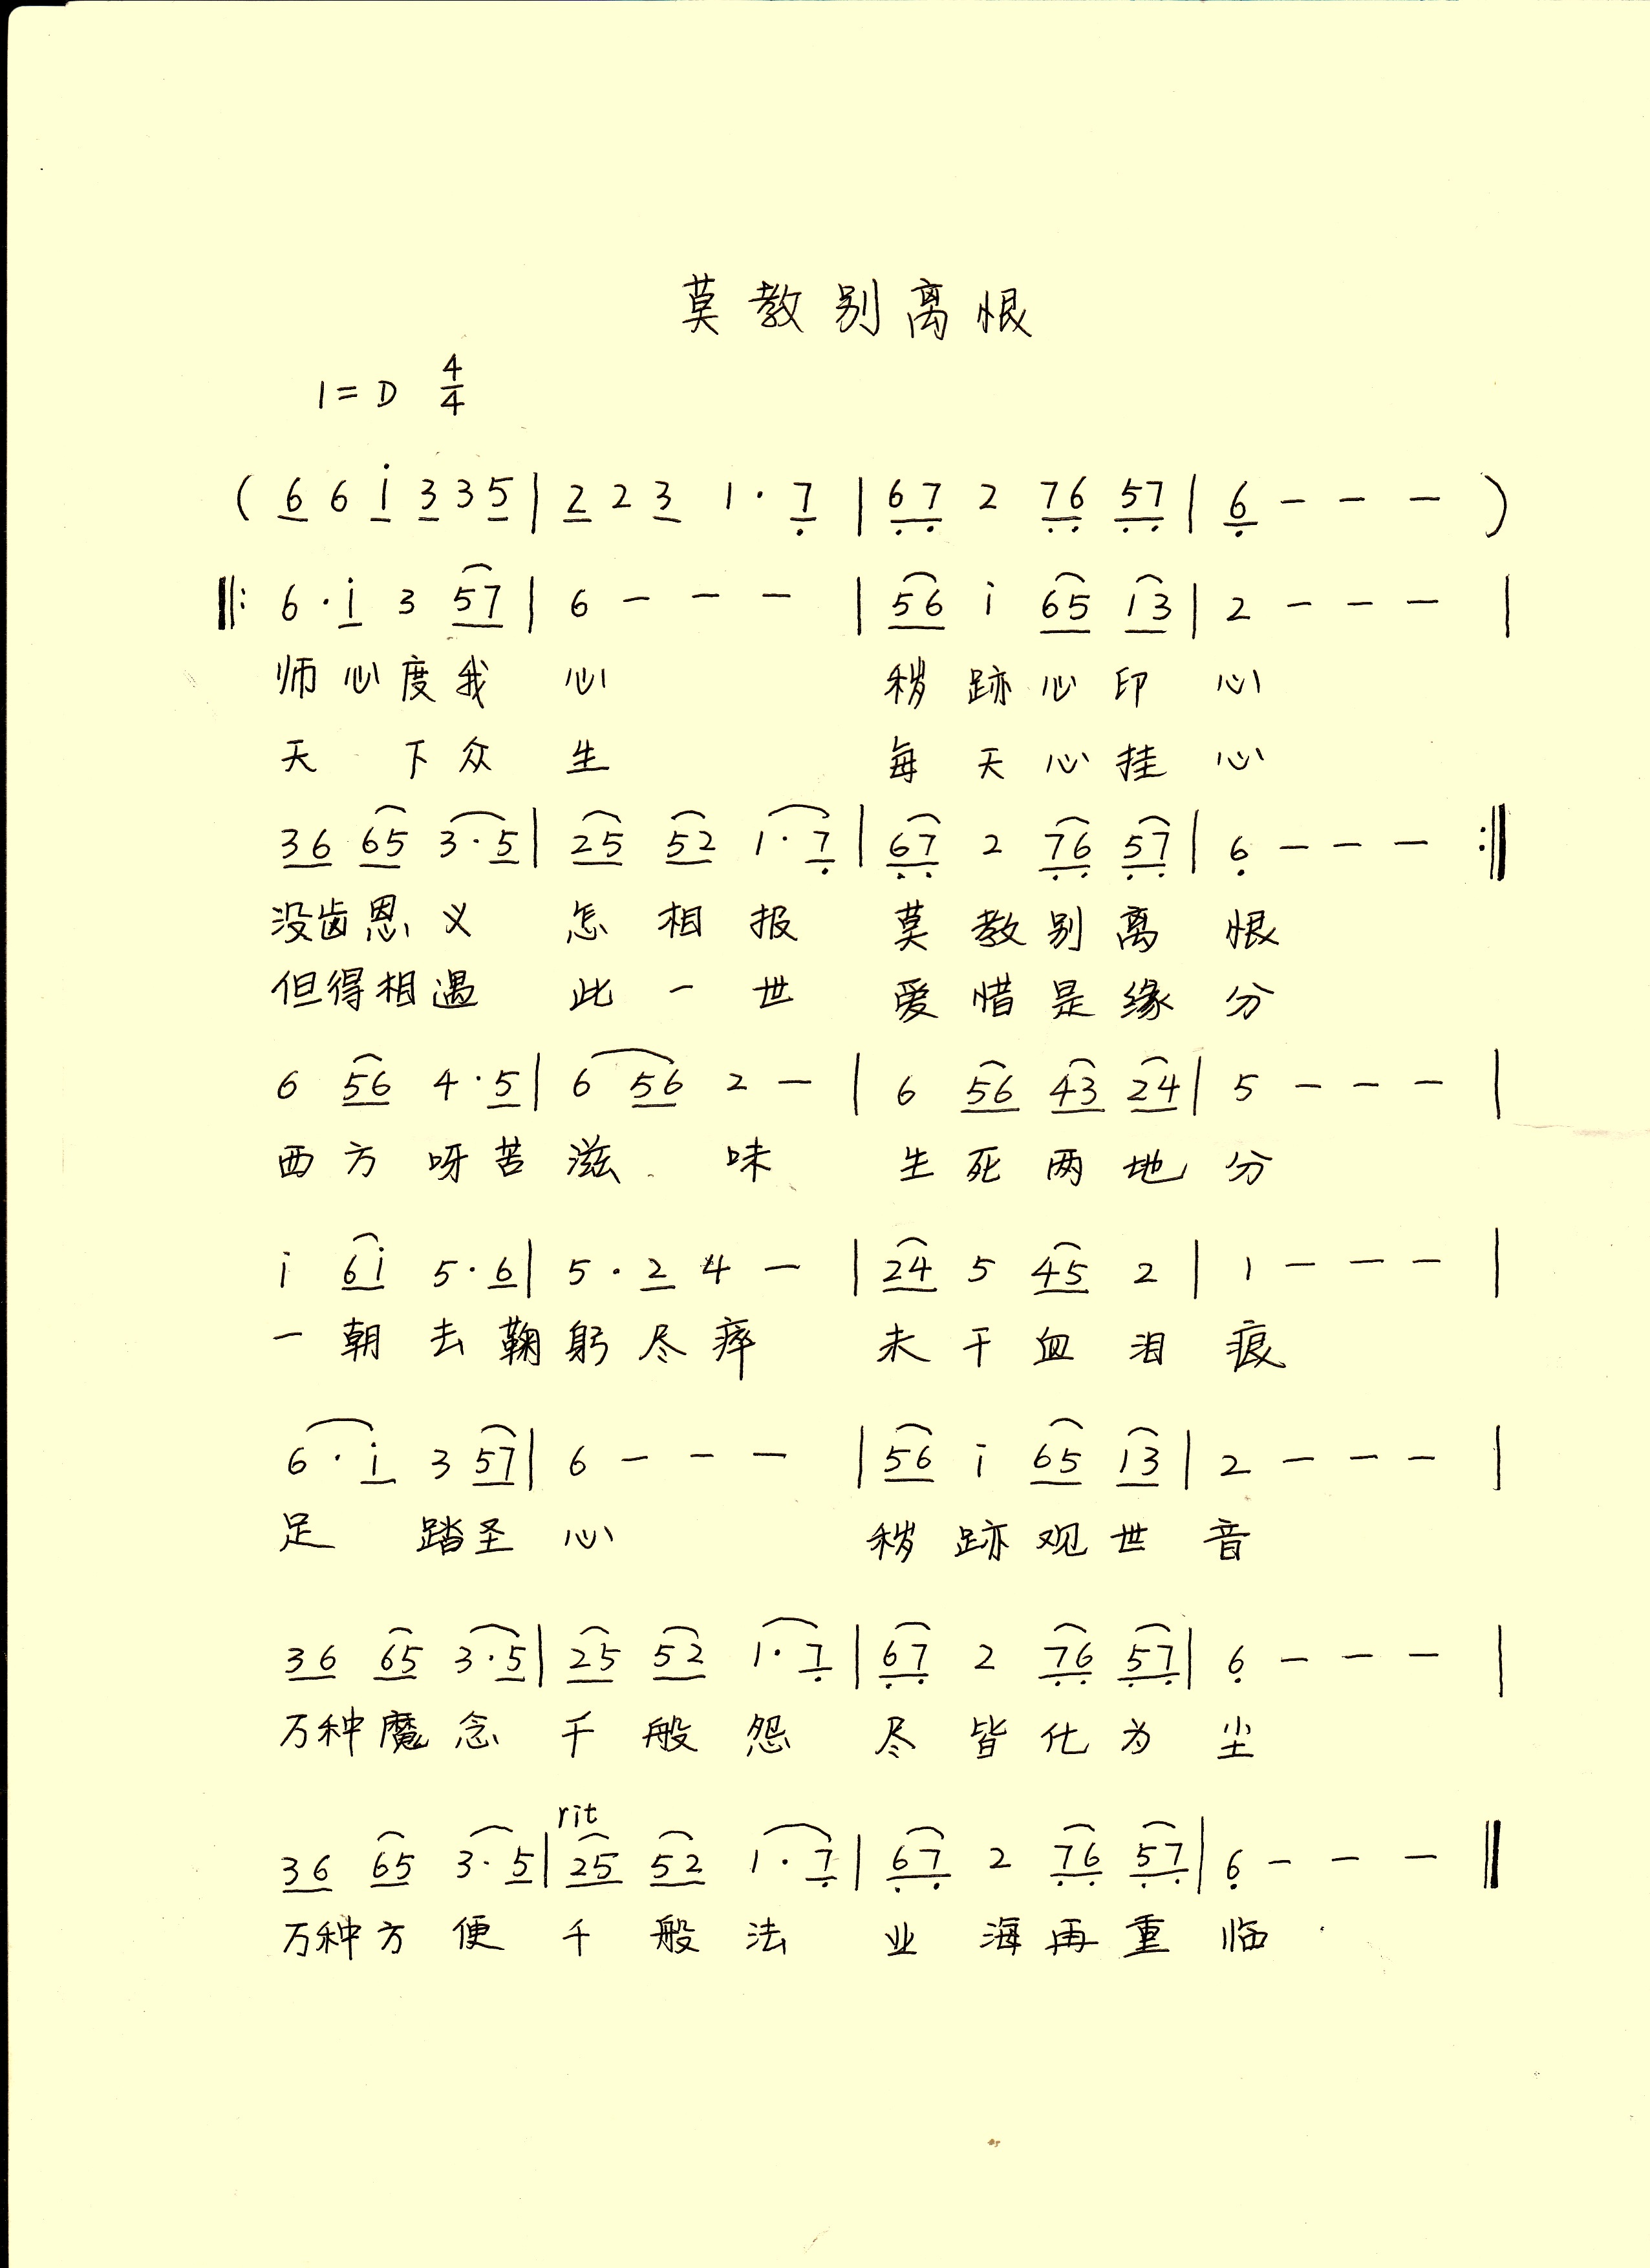 莫教别离恨
1=D 4/4
( 6 6 i 3 3 5 | 2 2 3 1 · 7 | 6 7 2 7 6 5 7 | 6 - - - )
‖: 6 · i 3 5 7 | 6 - - - | 5 6 i 6 5 1 3 | 2 - - - |
师心度我 心 秽跡心印 心
天 下众 生 每天心挂 心
3 6 6 5 3 · 5 | 2 5 5 2 1 · 7 | 6 7 2 7 6 5 7 | 6 - - - :‖
没齿恩义 怎相报 莫教别离 恨
但得相遇 此一世 爱惜是缘 分
6 5 6 4 · 5 | 6 5 6 2 - | 6 5 6 4 3 2 4 | 5 - - - |
西方呀苦 滋味 生死两地 分
i 6 i 5 · 6 | 5 · 2 4 - | 2 4 5 4 5 2 | 1 - - - |
一朝去鞠 躬尽瘁 未干血泪 痕
6 · i 3 5 7 | 6 - - - | 5 6 i 6 5 1 3 | 2 - - - |
足 踏圣 心 秽跡观世 音
3 6 6 5 3 · 5 | 2 5 5 2 1 · 7 | 6 7 2 7 6 5 7 | 6 - - - |
万种魔念 千般怨 尽皆化为 尘
rit
3 6 6 5 3 · 5 | 2 5 5 2 1 · 7 | 6 7 2 7 6 5 7 | 6 - - - ‖
万种方便 千般法 业海再重 临